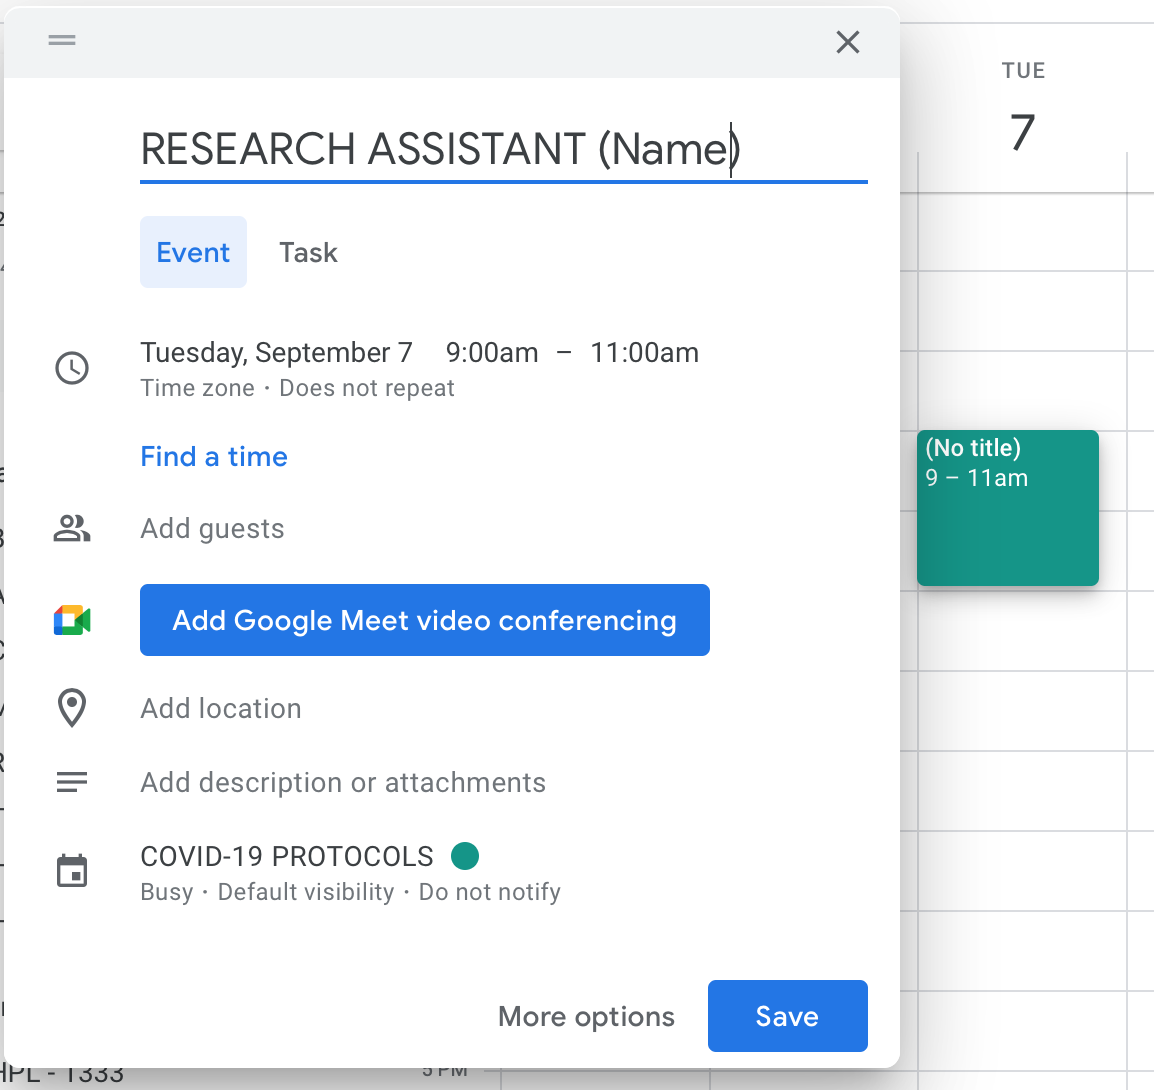 TUE
7
RESEARCH ASSISTANT (Name)
Event Task
Tuesday, September 7 9:00am – 11:00am
Time zone · Does not repeat
Find a time
Add guests
Add Google Meet video conferencing
Add location
Add description or attachments
COVID-19 PROTOCOLS
Busy · Default visibility · Do not notify
More options Save
(No title)
9 – 11am
HPL - 1333
5 PM